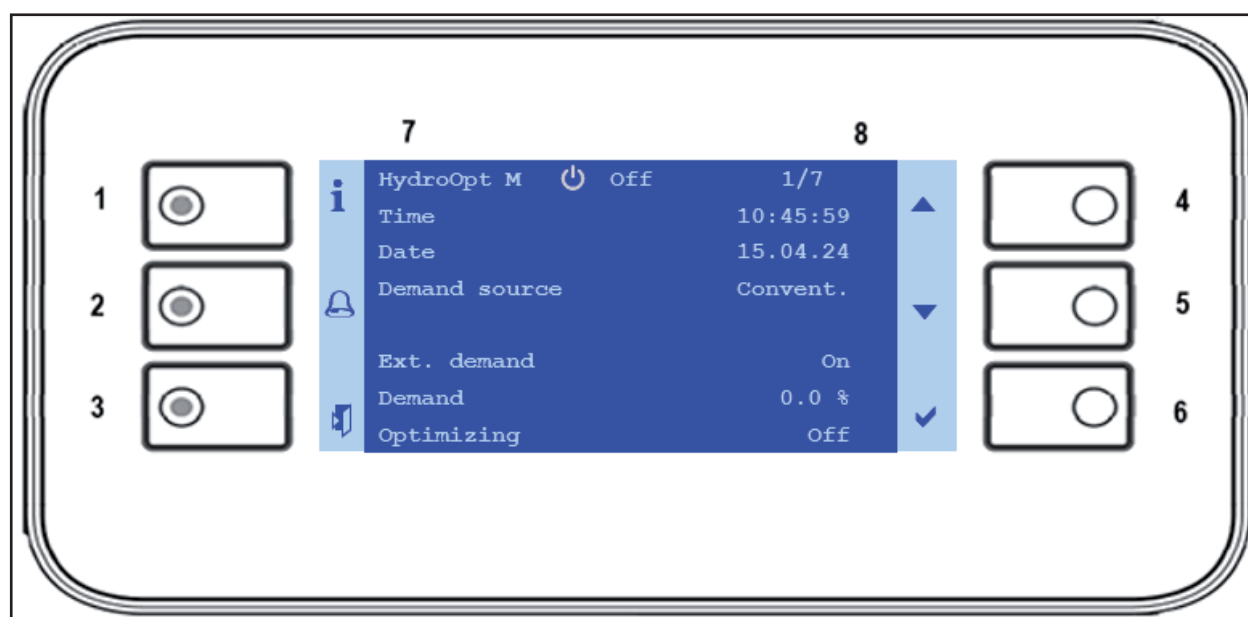 7 8
1 HydroOpt M Off 1/7 4
Time 10:45:59
Date 15.04.24
2 Demand source Convent. 5
Ext. demand On
3 Demand 0.0 % 6
Optimizing Off